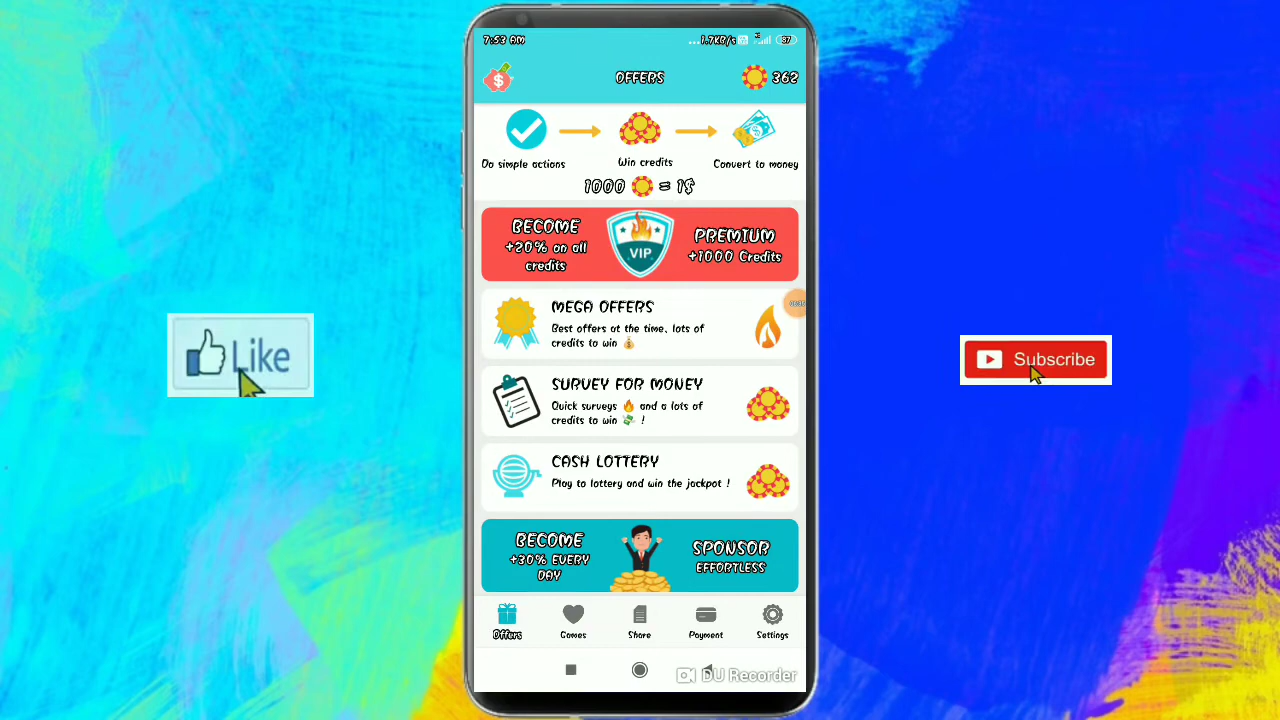 7:53 AM
...1.7KB/s
87
OFFERS
362
Do simple actions
Win credits
Convert to money
1000 = 1$
BECOME
+20% on all
credits
VIP
PREMIUM
+1000 Credits
MEGA OFFERS
Best offers at the time, lots of
credits to win
SURVEY FOR MONEY
Quick surveys 🔥 and a lots of
credits to win 💸 !
CASH LOTTERY
Play to lottery and win the jackpot !
BECOME
+30% EVERY
DAY
SPONSOR
EFFORTLESS
Offers
Games
Share
Payment
Settings
DU Recorder
Like
Subscribe